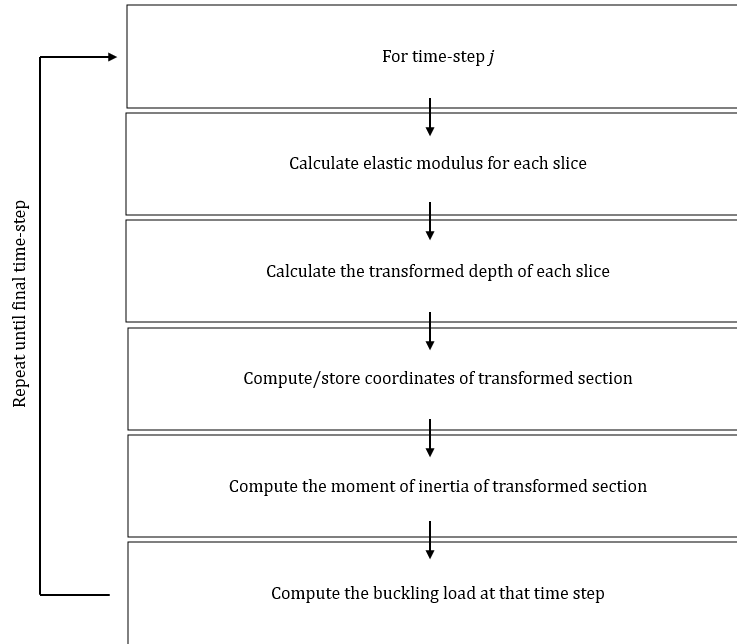 For time-step j
Calculate elastic modulus for each slice
Calculate the transformed depth of each slice
Compute/store coordinates of transformed section
Compute the moment of inertia of transformed section
Compute the buckling load at that time step
Repeat until final time-step